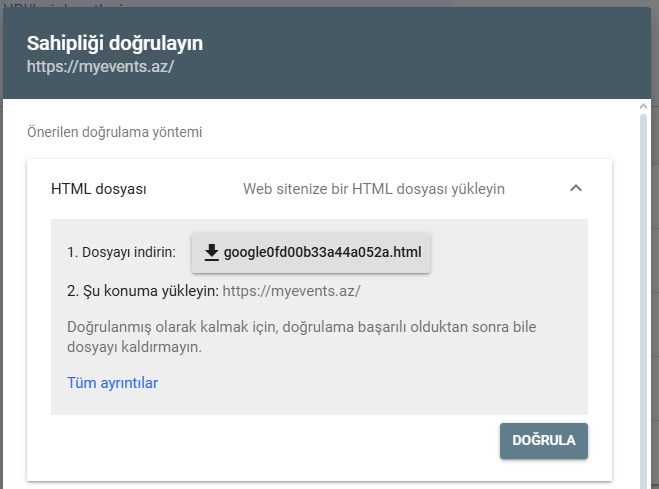 Sahipliği doğrulayın
https://myevents.az/
Önerilen doğrulama yöntemi
HTML dosyası Web sitenize bir HTML dosyası yükleyin
1. Dosyayı indirin: google0fd00b33a44a052a.html
2. Şu konuma yükleyin: https://myevents.az/
Doğrulanmış olarak kalmak için, doğrulama başarılı olduktan sonra bile
dosyayı kaldırmayın.
Tüm ayrıntılar
DOĞRULA